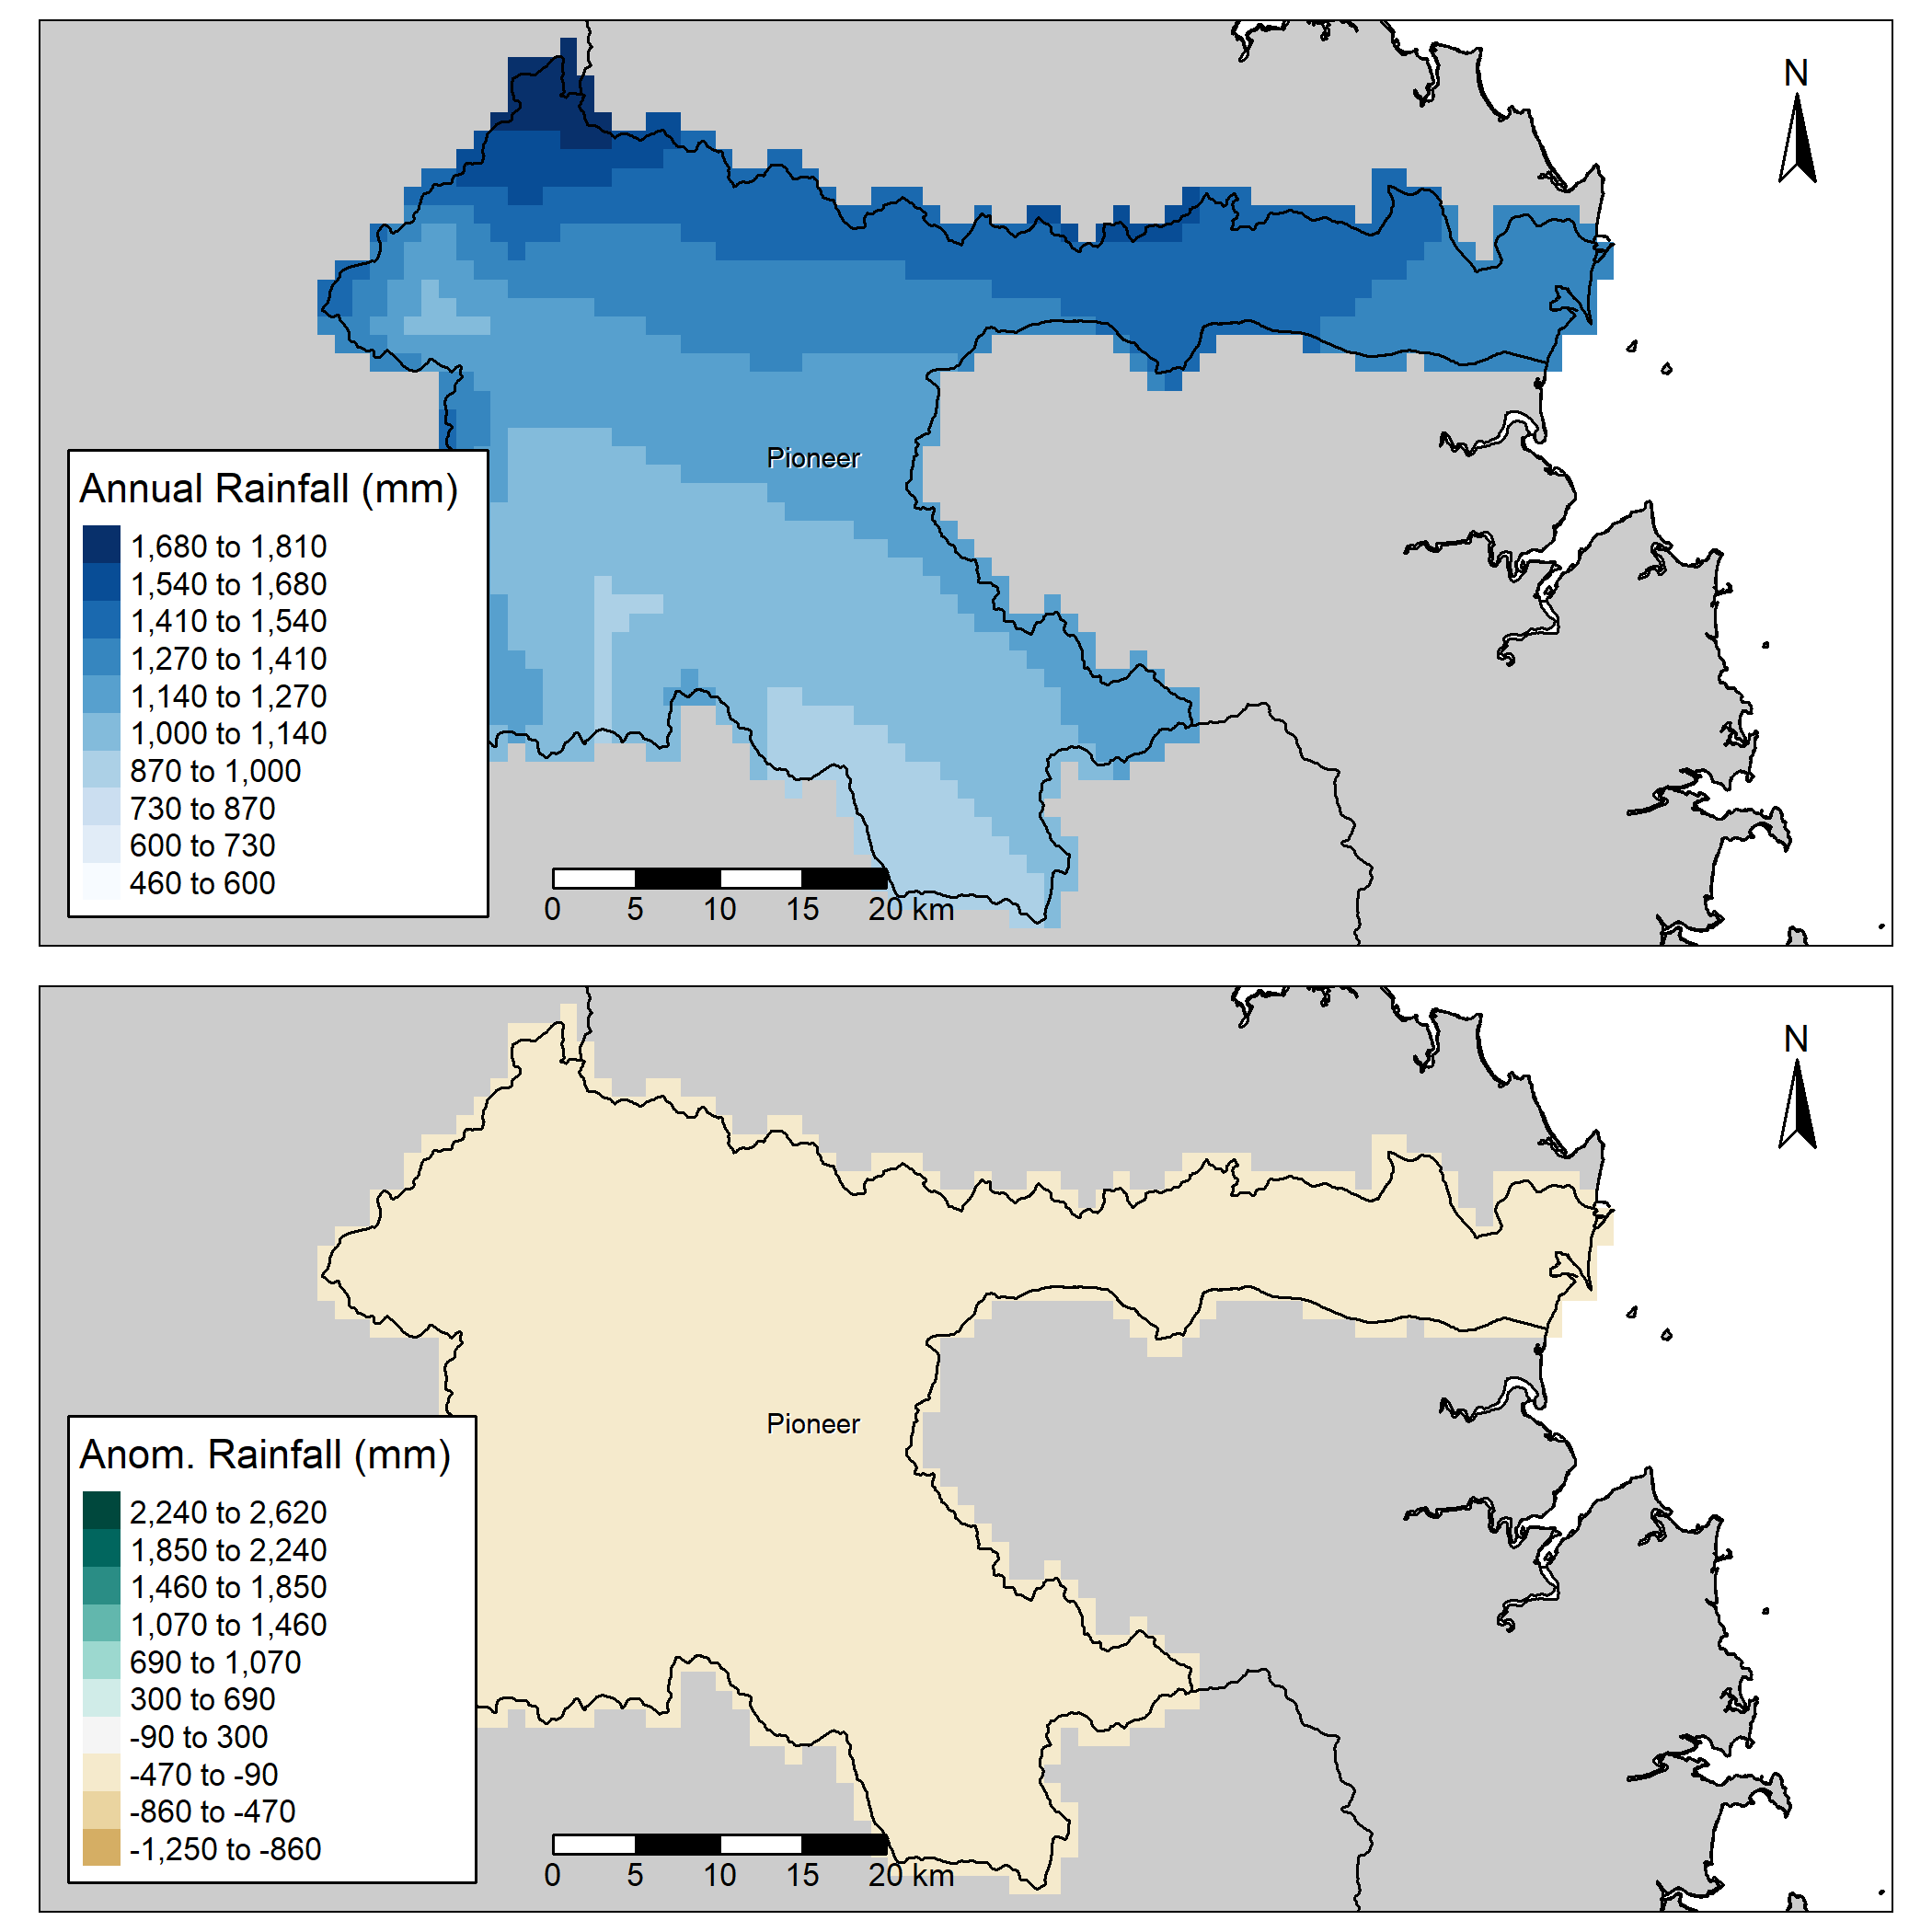 N
Pioneer
Annual Rainfall (mm)
1,680 to 1,810
1,540 to 1,680
1,410 to 1,540
1,270 to 1,410
1,140 to 1,270
1,000 to 1,140
870 to 1,000
730 to 870
600 to 730
460 to 600
0 5 10 15 20 km
N
Pioneer
Anom. Rainfall (mm)
2,240 to 2,620
1,850 to 2,240
1,460 to 1,850
1,070 to 1,460
690 to 1,070
300 to 690
-90 to 300
-470 to -90
-860 to -470
-1,250 to -860
0 5 10 15 20 km